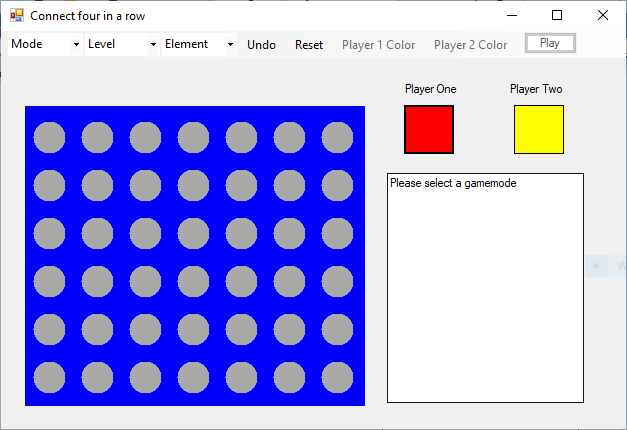 Connect four in a row
Mode Level Element Undo Reset Player 1 Color Player 2 Color Play
Player One Player Two
Please select a gamemode
W